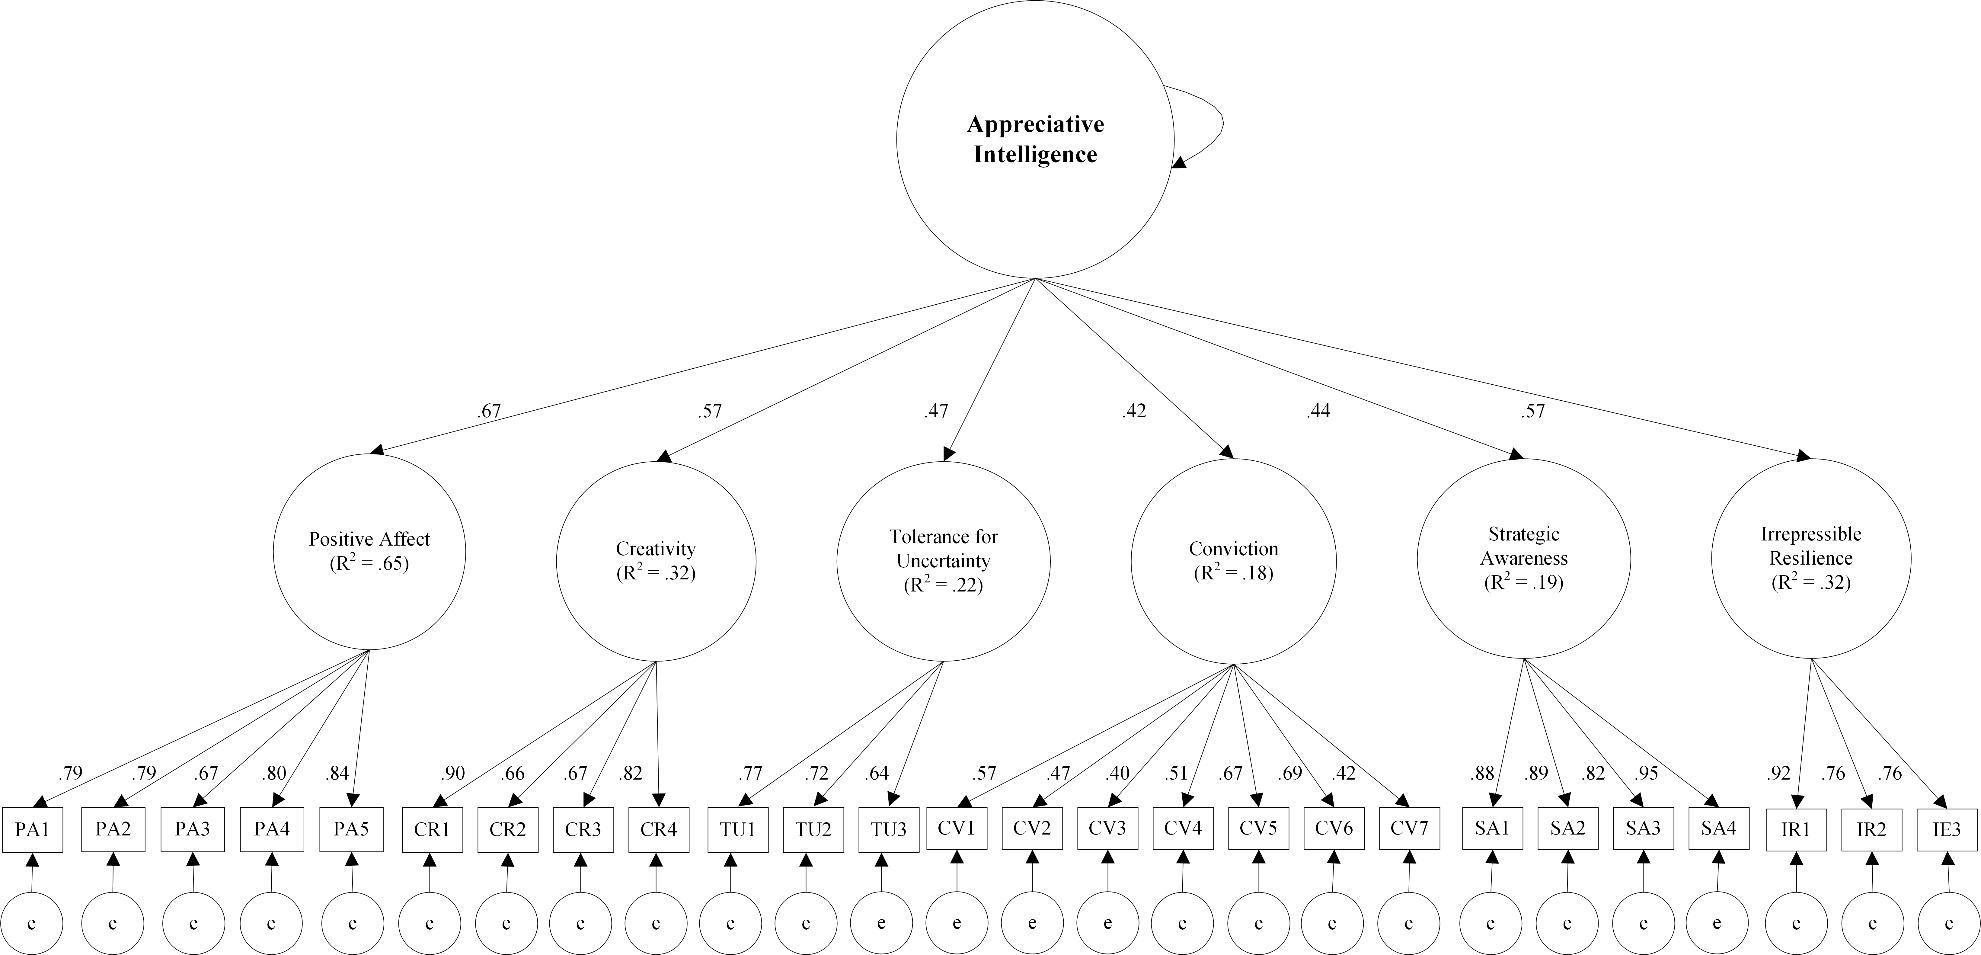 Appreciative
Intelligence
.67 .57 .47 .42 .44 .57
Positive Affect
(R² = .65)
Creativity
(R² = .32)
Tolerance for
Uncertainty
(R² = .22)
Conviction
(R² = .18)
Strategic
Awareness
(R² = .19)
Irrepressible
Resilience
(R² = .32)
.79 .79 .67 .80 .84 .90 .66 .67 .82 .77 .72 .64 .57 .47 .40 .51 .67 .69 .42 .88 .89 .82 .95 .92 .76 .76
PA1 PA2 PA3 PA4 PA5 CR1 CR2 CR3 CR4 TU1 TU2 TU3 CV1 CV2 CV3 CV4 CV5 CV6 CV7 SA1 SA2 SA3 SA4 IR1 IR2 IE3
c c c c c c c c c c c e e e e c c c c c c c e c c c